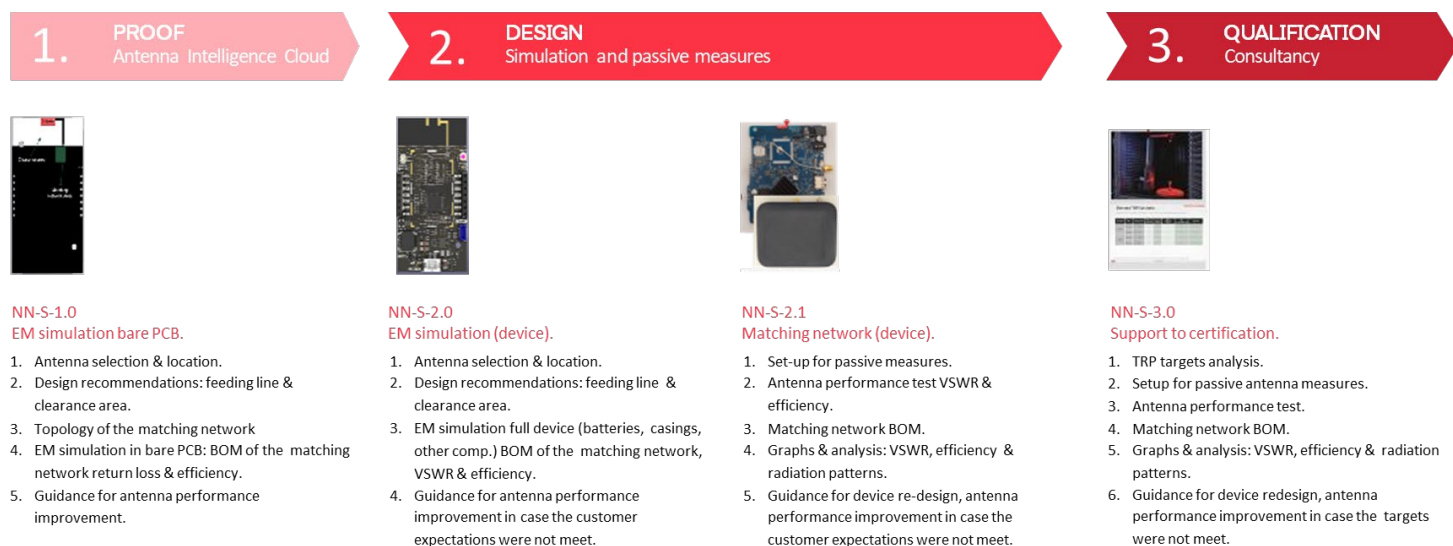 1.
PROOF
Antenna Intelligence Cloud
2.
DESIGN
Simulation and passive measures
3.
QUALIFICATION
Consultancy
NN-S-1.0
EM simulation bare PCB.
1. Antenna selection & location.
2. Design recommendations: feeding line &
clearance area.
3. Topology of the matching network
4. EM simulation in bare PCB: BOM of the matching
network return loss & efficiency.
5. Guidance for antenna performance
improvement.
NN-S-2.0
EM simulation (device).
1. Antenna selection & location.
2. Design recommendations: feeding line &
clearance area.
3. EM simulation full device (batteries, casings,
other comp.) BOM of the matching network,
VSWR & efficiency.
4. Guidance for antenna performance
improvement in case the customer
expectations were not meet.
NN-S-2.1
Matching network (device).
1. Set-up for passive measures.
2. Antenna performance test VSWR &
efficiency.
3. Matching network BOM.
4. Graphs & analysis: VSWR, efficiency &
radiation patterns.
5. Guidance for device re-design, antenna
performance improvement in case the
customer expectations were not meet.
NN-S-3.0
Support to certification.
1. TRP targets analysis.
2. Setup for passive antenna measures.
3. Antenna performance test.
4. Matching network BOM.
5. Graphs & analysis: VSWR, efficiency & radiation
patterns.
6. Guidance for device redesign, antenna
performance improvement in case the targets
were not meet.